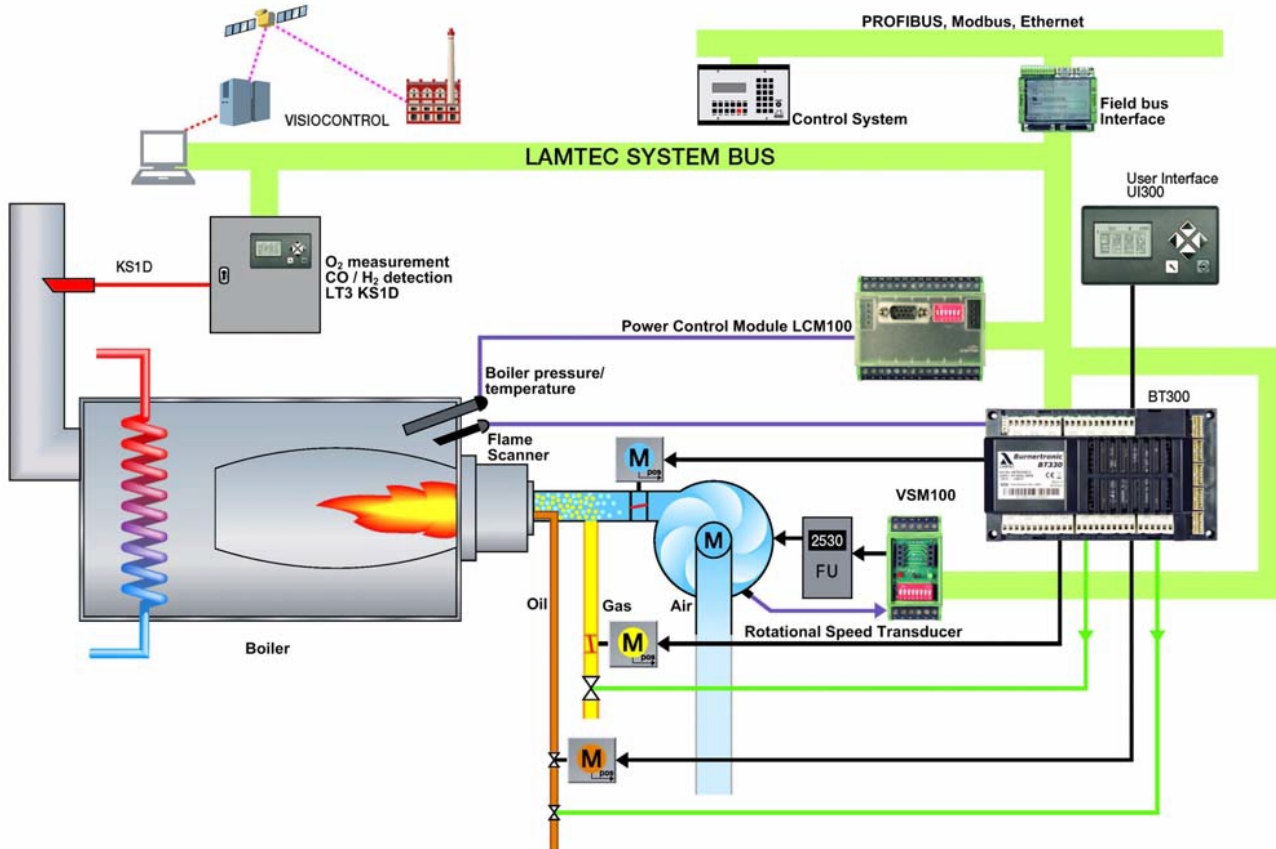 PROFIBUS, Modbus, Ethernet
VISIOCONTROL
Control System
Field bus
Interface
LAMTEC SYSTEM BUS
User Interface
UI300
KS1D
O₂ measurement
CO / H₂ detection
LT3 KS1D
Power Control Module LCM100
Boiler pressure/
temperature
BT300
Flame
Scanner
M
pos
LAMTEC
Burnertronic
BT330
VSM100
M
2530
FU
Oil
Gas
Air
Rotational Speed Transducer
Boiler
M
pos
M
pos